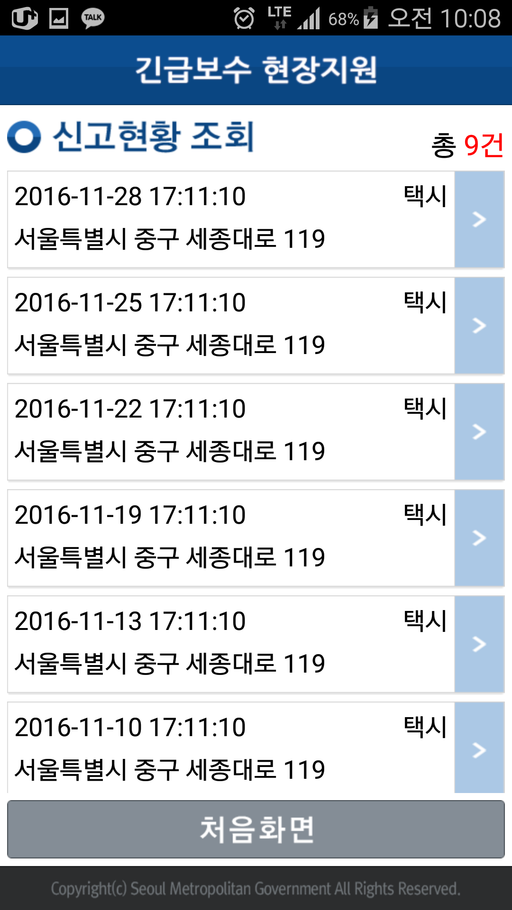 TALK LTE 68% 오전 10:08
긴급보수 현장지원
신고현황 조회
총 9건
2016-11-28 17:11:10 택시
서울특별시 중구 세종대로 119
2016-11-25 17:11:10 택시
서울특별시 중구 세종대로 119
2016-11-22 17:11:10 택시
서울특별시 중구 세종대로 119
2016-11-19 17:11:10 택시
서울특별시 중구 세종대로 119
2016-11-13 17:11:10 택시
서울특별시 중구 세종대로 119
2016-11-10 17:11:10 택시
서울특별시 중구 세종대로 119
처음화면
Copyright(c) Seoul Metropolitan Government All Rights Reserved.